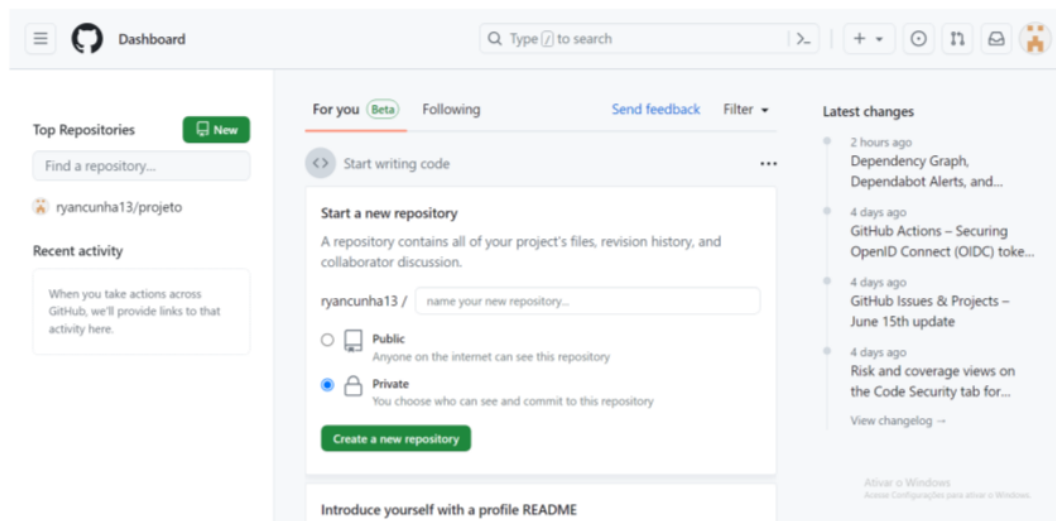 Dashboard
Type / to search
Top Repositories
New
Find a repository...
ryancunha13/projeto
Recent activity
When you take actions across
GitHub, we'll provide links to that
activity here.
For you Beta Following Send feedback Filter
Start writing code
Start a new repository
A repository contains all of your project's files, revision history, and
collaborator discussion.
ryancunha13 / name your new repository...
Public
Anyone on the internet can see this repository
Private
You choose who can see and commit to this repository
Create a new repository
Introduce yourself with a profile README
Latest changes
2 hours ago
Dependency Graph,
Dependabot Alerts, and...
4 days ago
GitHub Actions – Securing
OpenID Connect (OIDC) toke...
4 days ago
GitHub Issues & Projects –
June 15th update
4 days ago
Risk and coverage views on
the Code Security tab for...
View changelog →
Ativar o Windows
Acesse Configurações para ativar o Windows.